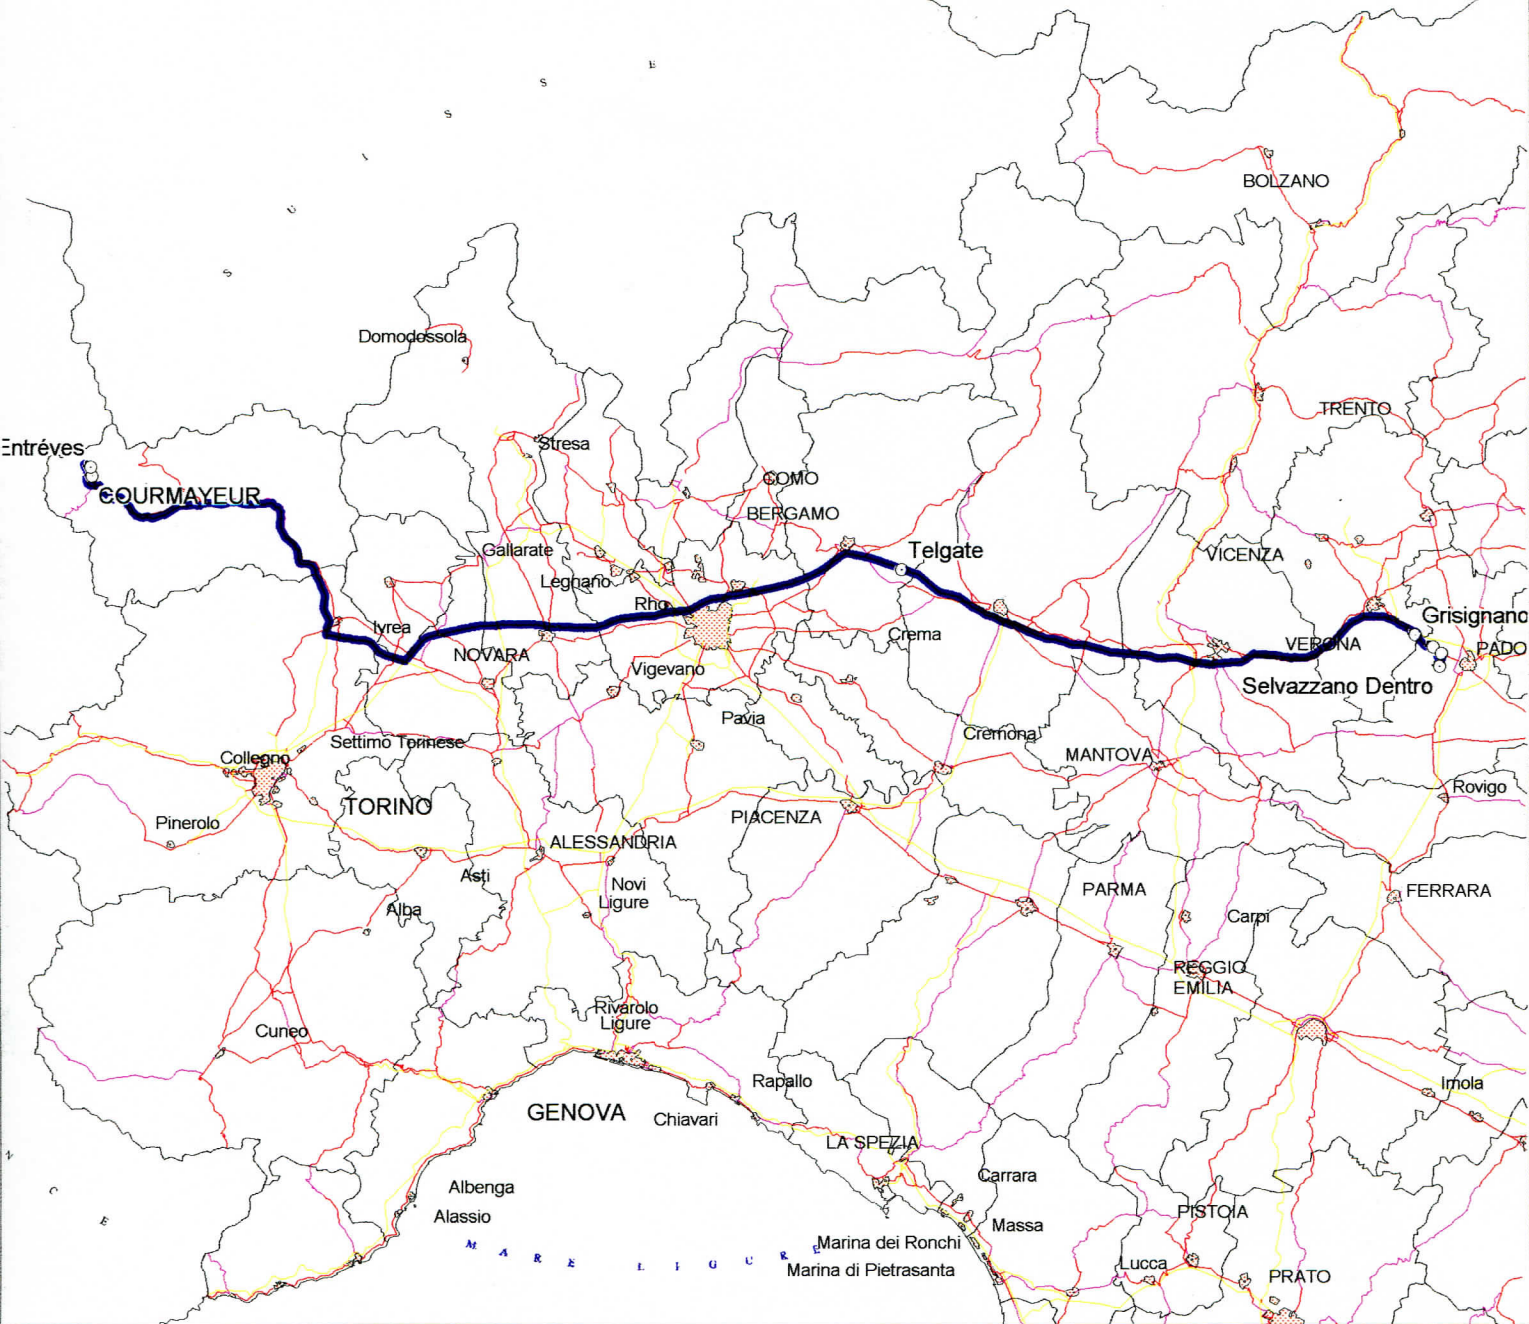 S U I S S E
BOLZANO
Domodossola
TRENTO
Stresa
Entréves
COMO
COURMAYEUR
BERGAMO
Gallarate
Telgate
VICENZA
Legnano
Rho
Grisignano
Ivrea
Crema
VERONA
PADO
NOVARA
Vigevano
Selvazzano Dentro
Pavia
Cremona
Settimo Torinese
MANTOVA
Collegno
Rovigo
TORINO
PIACENZA
Pinerolo
ALESSANDRIA
Asti
Novi
Ligure
PARMA
FERRARA
Alba
Carpi
REGGIO
EMILIA
Rivarolo
Ligure
Cuneo
Rapallo
Imola
GENOVA
Chiavari
LA SPEZIA
N C E
Carrara
Albenga
Alassio
PISTOIA
Massa
MARE LIGURE
Marina dei Ronchi
Marina di Pietrasanta
Lucca
PRATO